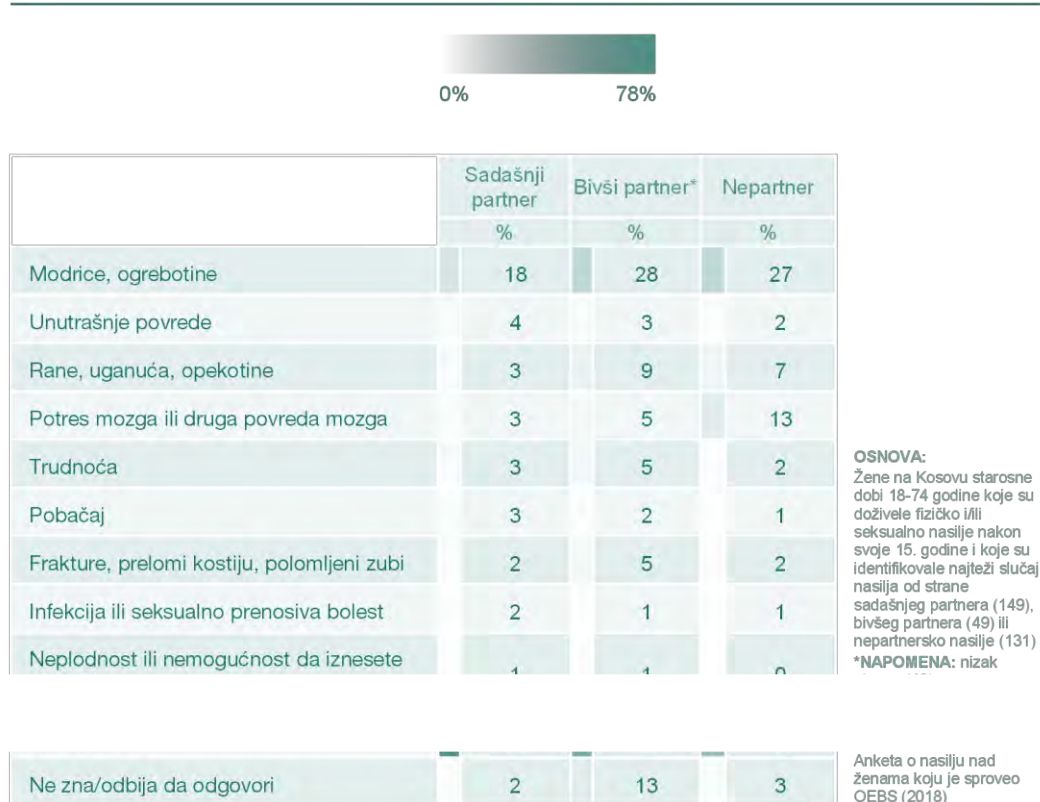 0% 78%
Sadašnji partner Bivši partner* Nepartner
% % %
Modrice, ogrebotine 18 28 27
Unutrašnje povrede 4 3 2
Rane, uganuća, opekotine 3 9 7
Potres mozga ili druga povreda mozga 3 5 13
Trudnoća 3 5 2
Pobačaj 3 2 1
Frakture, prelomi kostiju, polomljeni zubi 2 5 2
Infekcija ili seksualno prenosiva bolest 2 1 1
Neplodnost ili nemogućnost da iznesete
Ne zna/odbija da odgovori 2 13 3
OSNOVA:
Žene na Kosovu starosne
dobi 18-74 godine koje su
doživele fizičko i/ili
seksualno nasilje nakon
svoje 15. godine i koje su
identifikovale najteži slučaj
nasilja od strane
sadašnjeg partnera (149),
bivšeg partnera (49) ili
nepartnersko nasilje (131)
*NAPOMENA: nizak
Anketa o nasilju nad
ženama koju je sproveo
OEBS (2018)